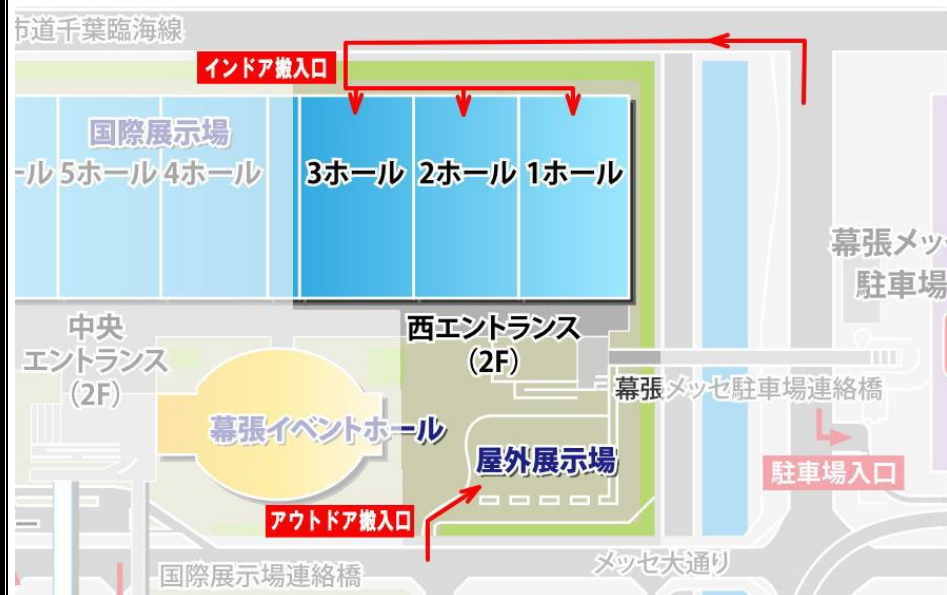 市道千葉臨海線
インドア搬入口
国際展示場
ール
5ホール
4ホール
3ホール
2ホール
1ホール
幕張メッ
駐車場
中央
エントランス
(2F)
西エントランス
(2F)
幕張メッセ駐車場連絡橋
幕張イベントホール
屋外展示場
駐車場入口
アウトドア搬入口
ー
メッセ大通り
国際展示場連絡橋